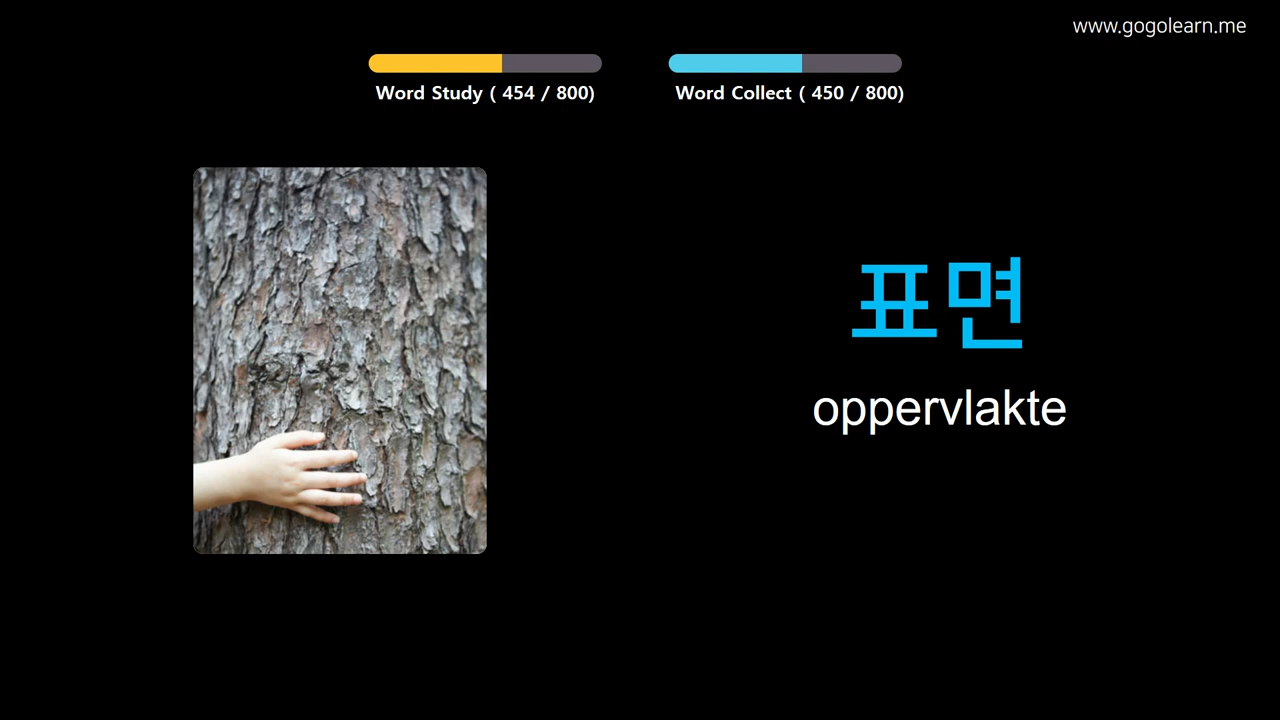 www.gogolearn.me
Word Study ( 454 / 800)
Word Collect ( 450 / 800)
표면
oppervlakte